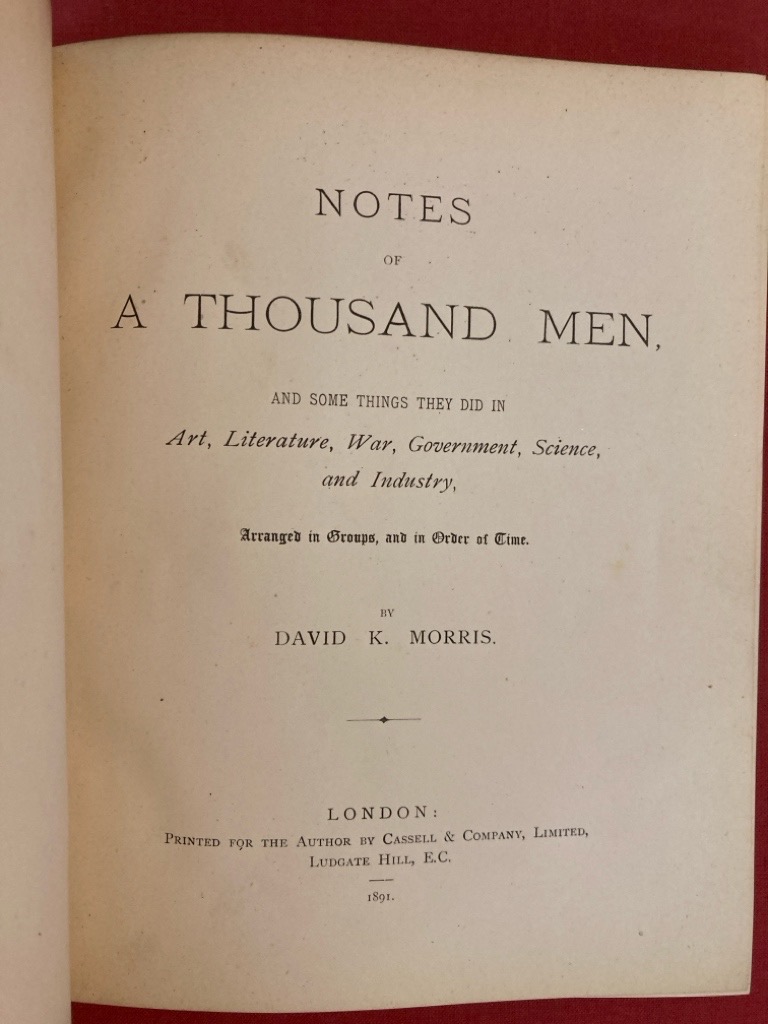 NOTES
OF
A THOUSAND MEN,
AND SOME THINGS THEY DID IN
Art, Literature, War, Government, Science,
and Industry,
Arranged in Groups, and in Order of Time.
BY
DAVID K. MORRIS.
LONDON:
PRINTED FOR THE AUTHOR BY CASSELL & COMPANY, LIMITED,
LUDGATE HILL, E.C.
1891.